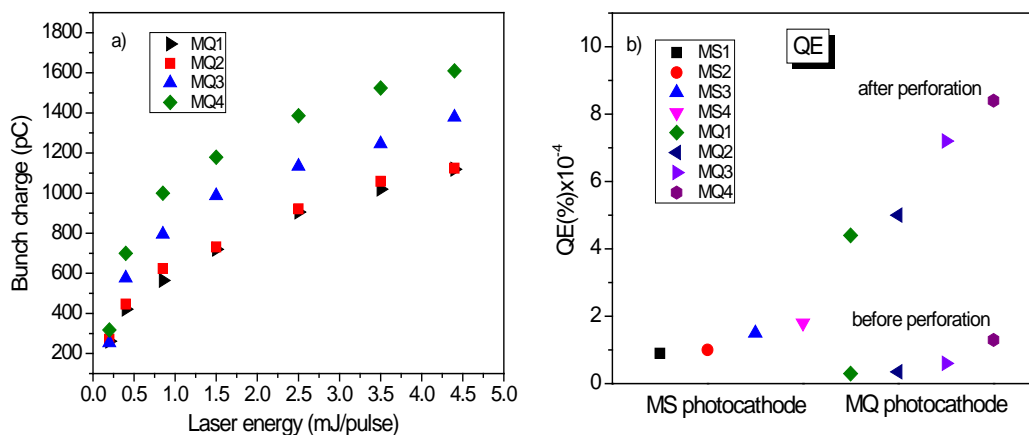 a)
MQ1
MQ2
MQ3
MQ4
1800
1600
1400
1200
1000
800
600
400
200
0.0 0.5 1.0 1.5 2.0 2.5 3.0 3.5 4.0 4.5 5.0
Bunch charge (pC)
Laser energy (mJ/pulse)
b)
QE
MS1
MS2
MS3
MS4
MQ1
MQ2
MQ3
MQ4
after perforation
before perforation
10
8
6
4
2
0
QE(%)x10-4
MS photocathode MQ photocathode